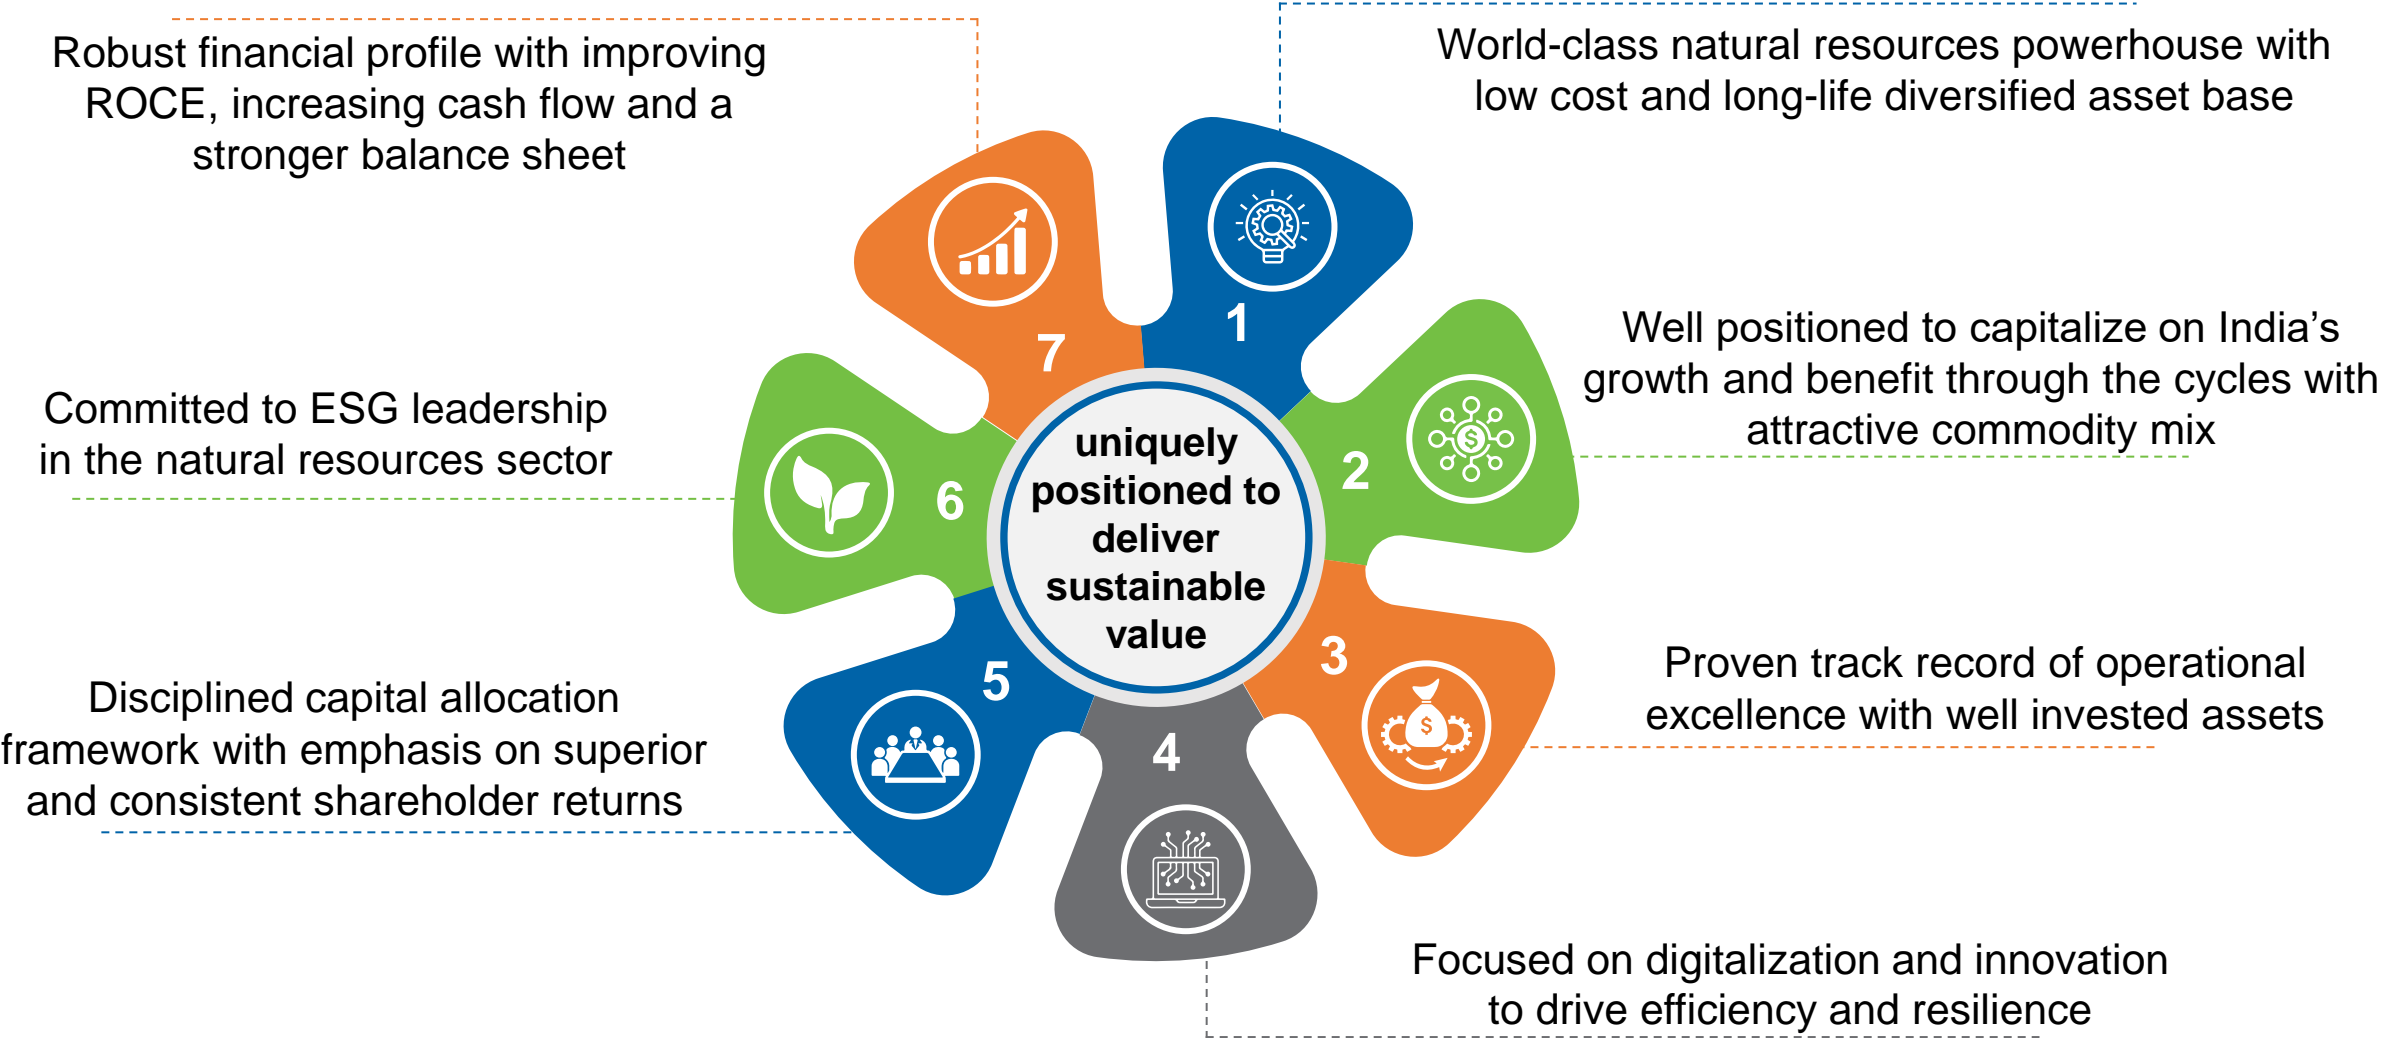 World-class natural resources powerhouse with
low cost and long-life diversified asset base
1
Well positioned to capitalize on India’s
growth and benefit through the cycles with
attractive commodity mix
2
$
Proven track record of operational
excellence with well invested assets
3
$
Focused on digitalization and innovation
to drive efficiency and resilience
4
Disciplined capital allocation
framework with emphasis on superior
and consistent shareholder returns
5
Committed to ESG leadership
in the natural resources sector
6
Robust financial profile with improving
ROCE, increasing cash flow and a
stronger balance sheet
7
uniquely
positioned to
deliver
sustainable
value